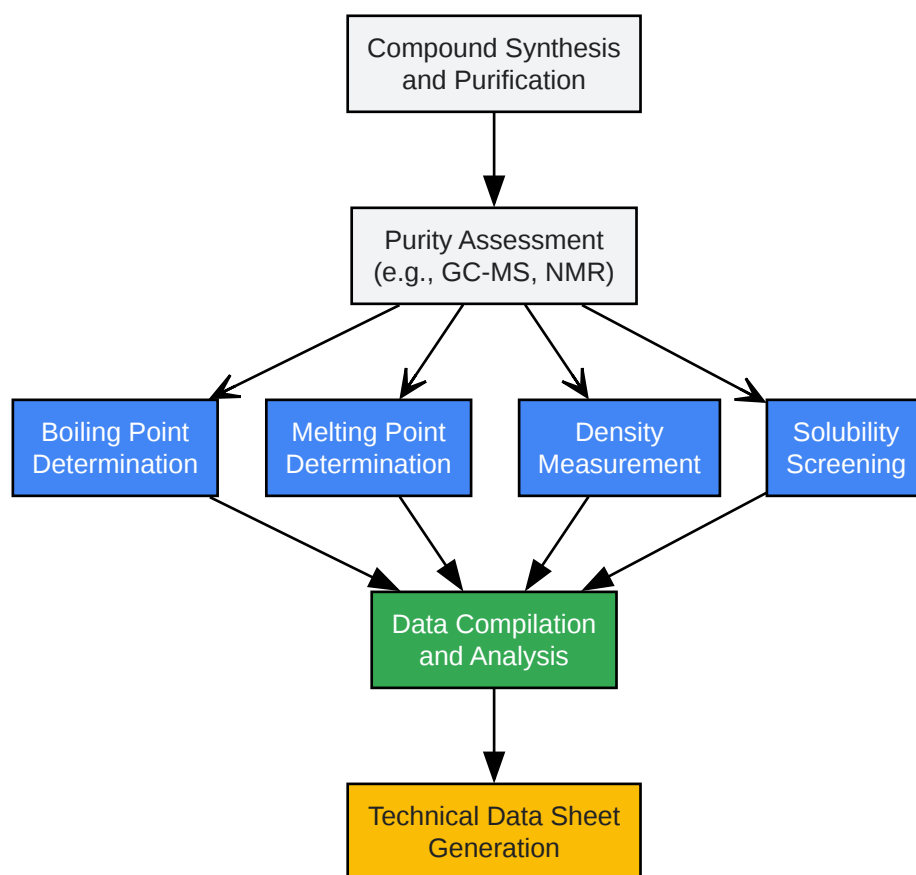 Compound Synthesis
and Purification
Purity Assessment
(e.g., GC-MS, NMR)
Boiling Point
Determination
Melting Point
Determination
Density
Measurement
Solubility
Screening
Data Compilation
and Analysis
Technical Data Sheet
Generation